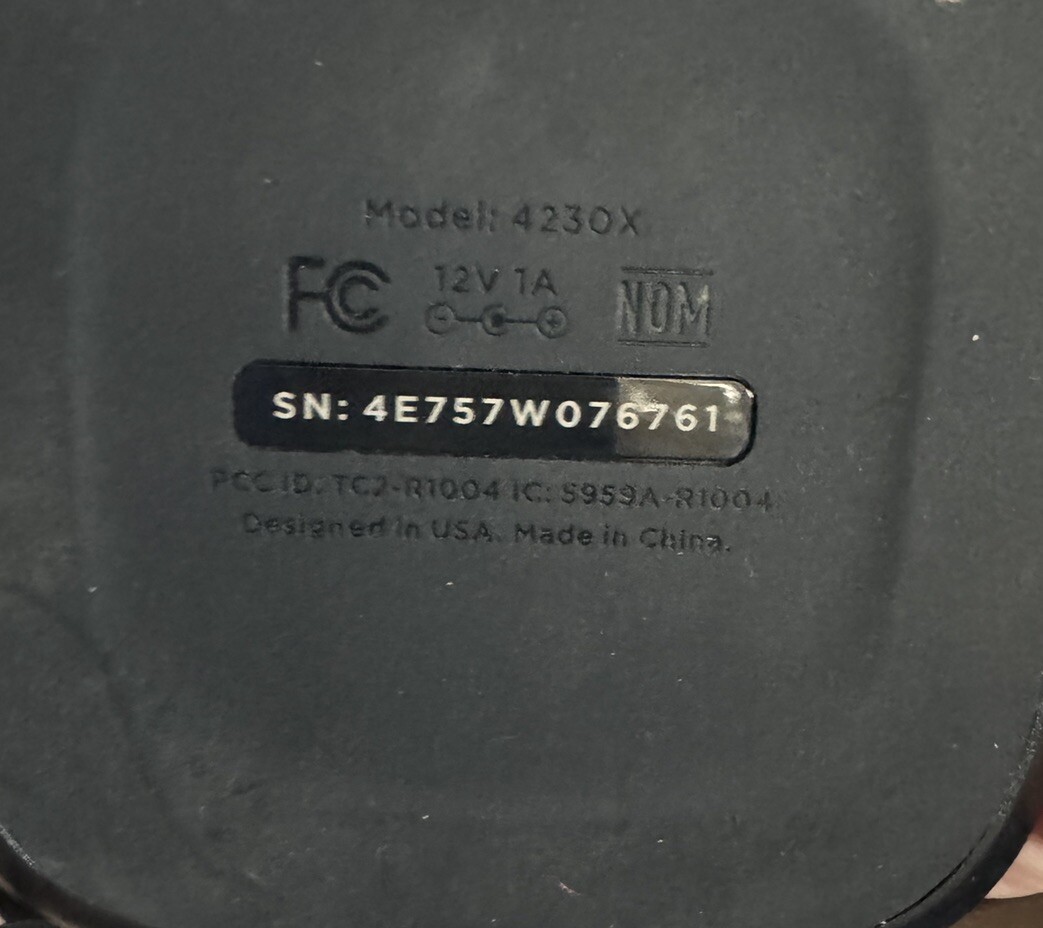 Model: 4230X
FC 12V 1A NOM
SN: 4E757W076761
FCC ID: TC2-R1004 IC: 5959A-R1004
Designed in USA. Made in China.